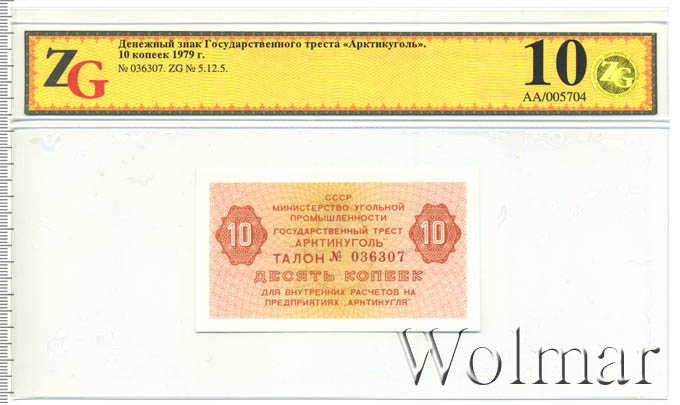 ZG
Денежный знак Государственного треста «Арктикуголь».
10 копеек 1979 г.
№ 036307. ZG № 5.12.5.
10
ZG
AA/005704
СССР
МИНИСТЕРСТВО УГОЛЬНОЙ
ПРОМЫШЛЕННОСТИ
ГОСУДАРСТВЕННЫЙ ТРЕСТ
„АРКТИКУГОЛЬ"
10
10
ТАЛОН № 036307
ДЕСЯТЬ КОПЕЕК
ДЛЯ ВНУТРЕННИХ РАСЧЕТОВ НА
ПРЕДПРИЯТИЯХ „АРКТИКУГЛЯ"
Wolmar